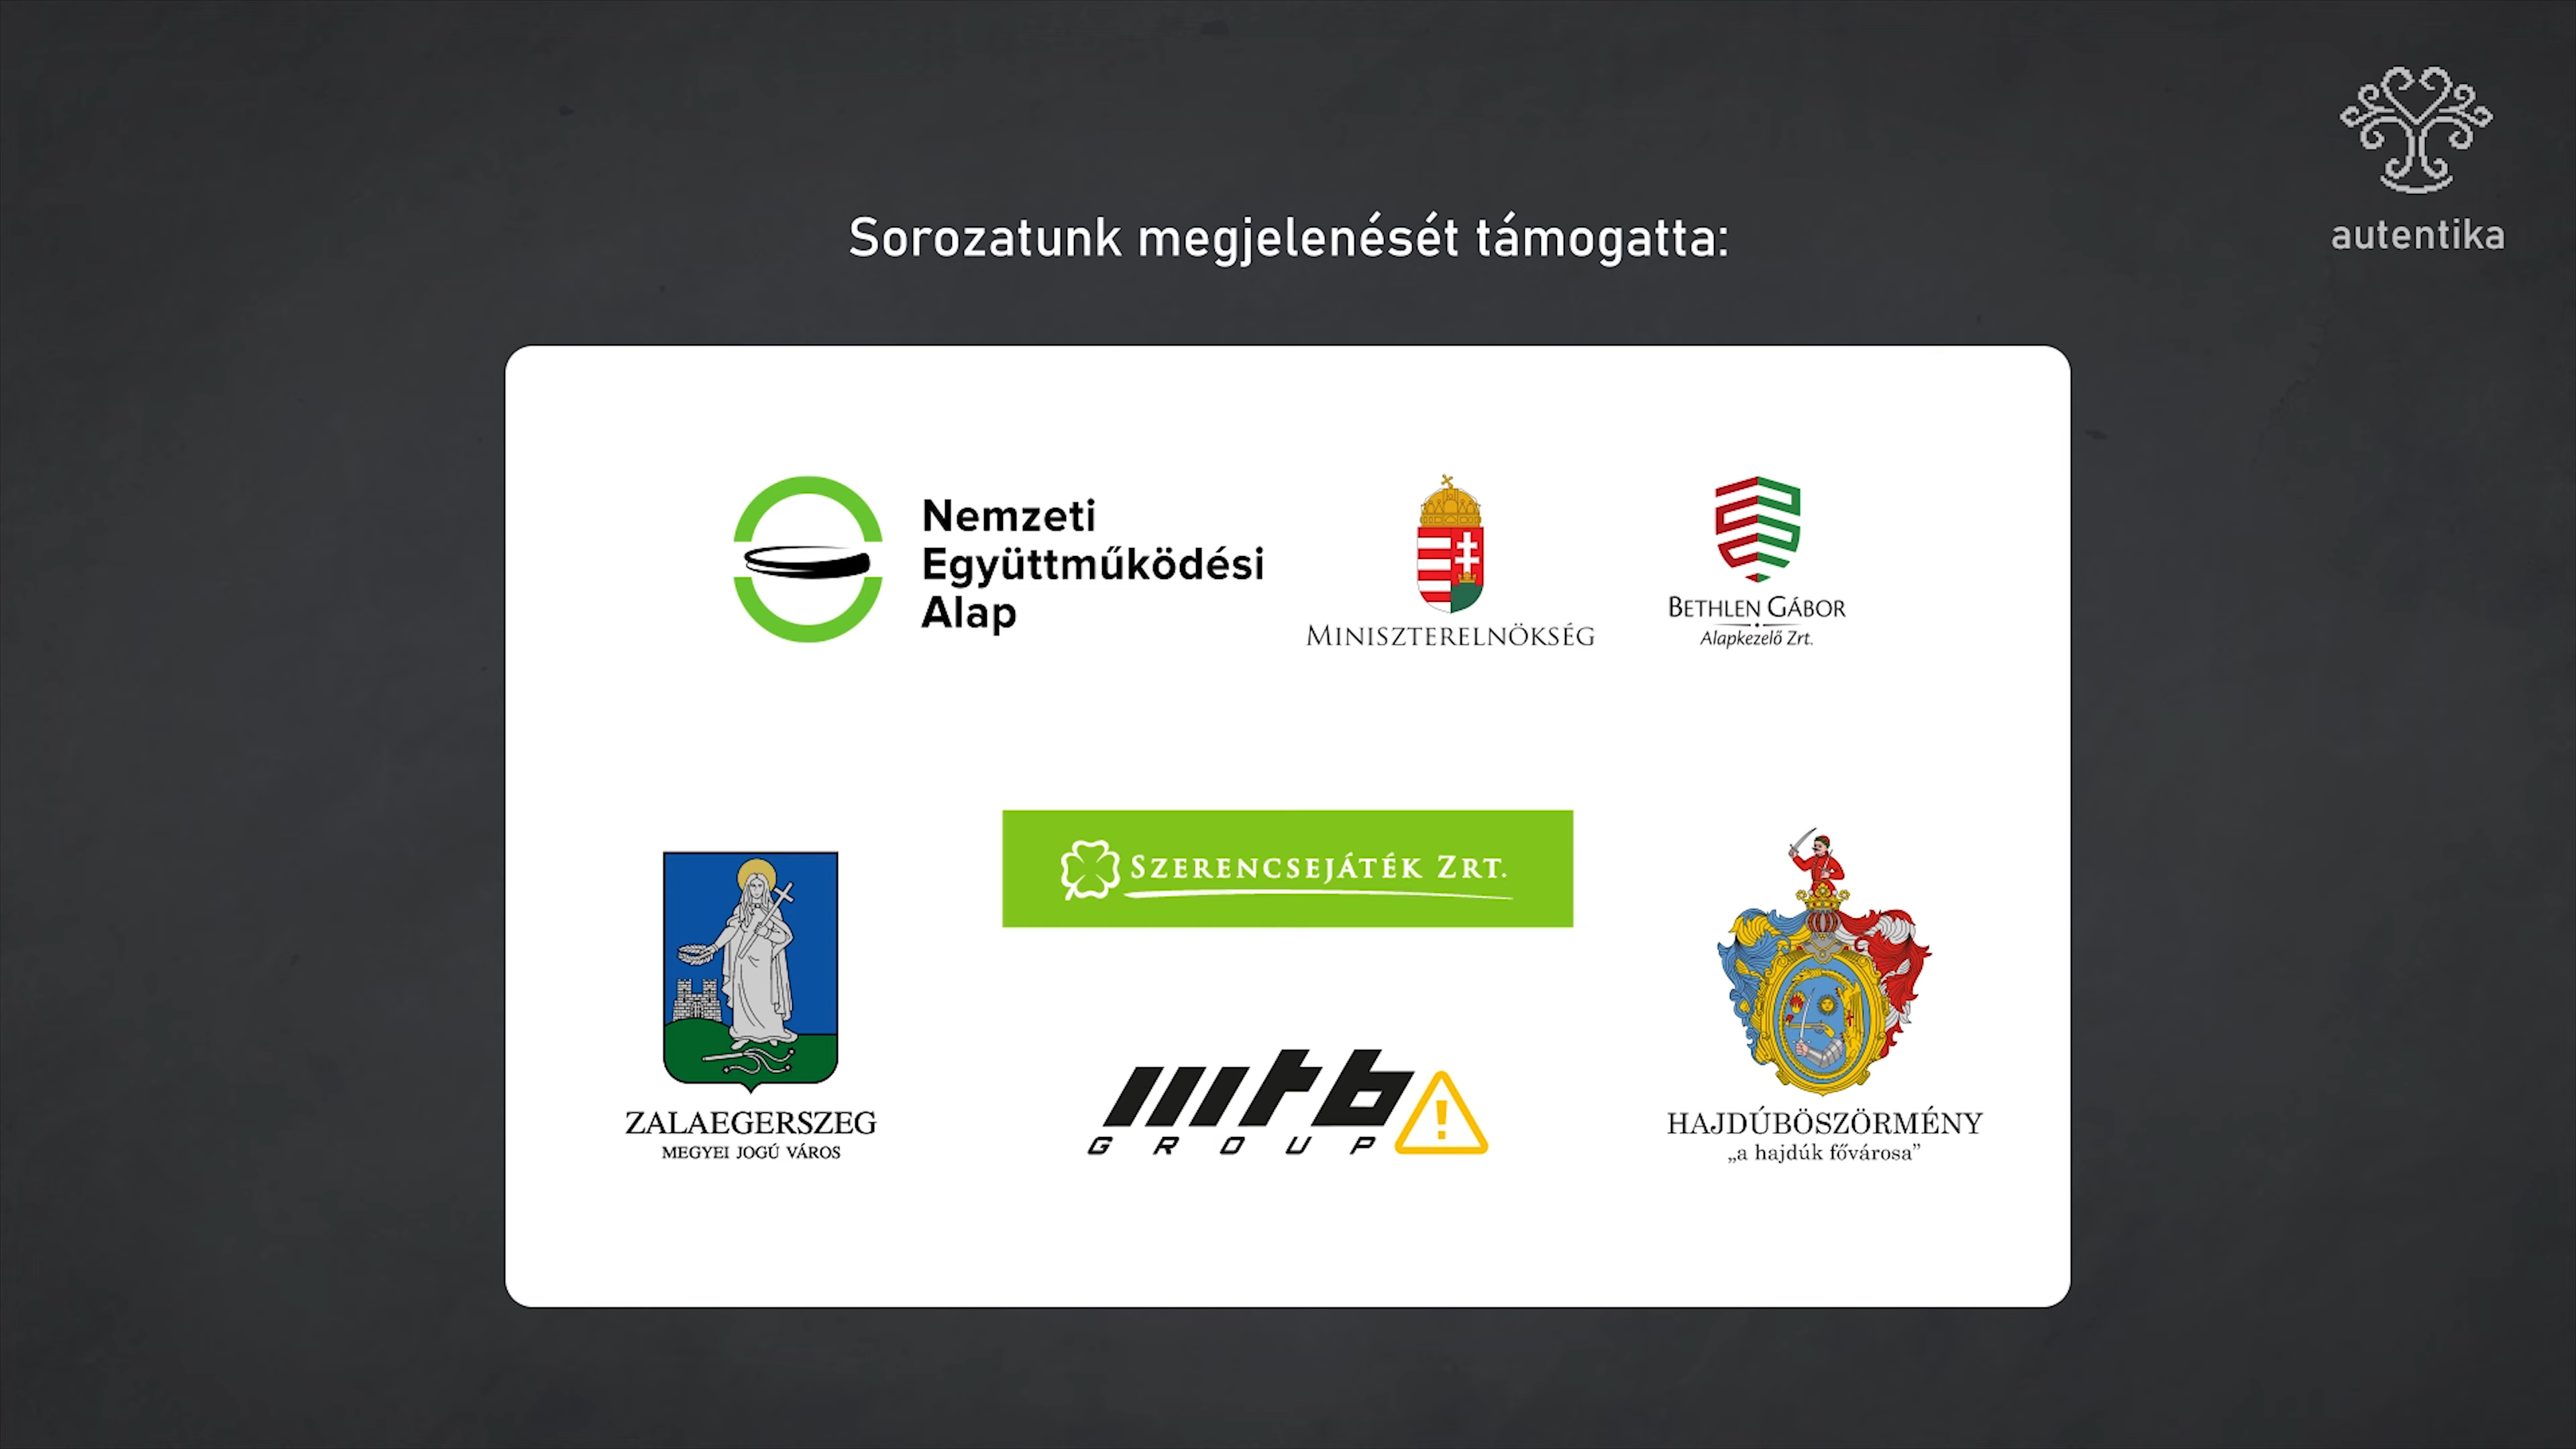 autentika
Sorozatunk megjelenését támogatta:
Nemzeti
Együttműködési
Alap
MINISZTERELNÖKSÉG
BETHLEN GÁBOR
Alapkezelő Zrt.
SZERENCSEJÁTÉK ZRT.
ZALAEGERSZEG
MEGYEI JOGÚ VÁROS
mtb
GROUP
HAJDÚBÖSZÖRMÉNY
„a hajdúk fővárosa”